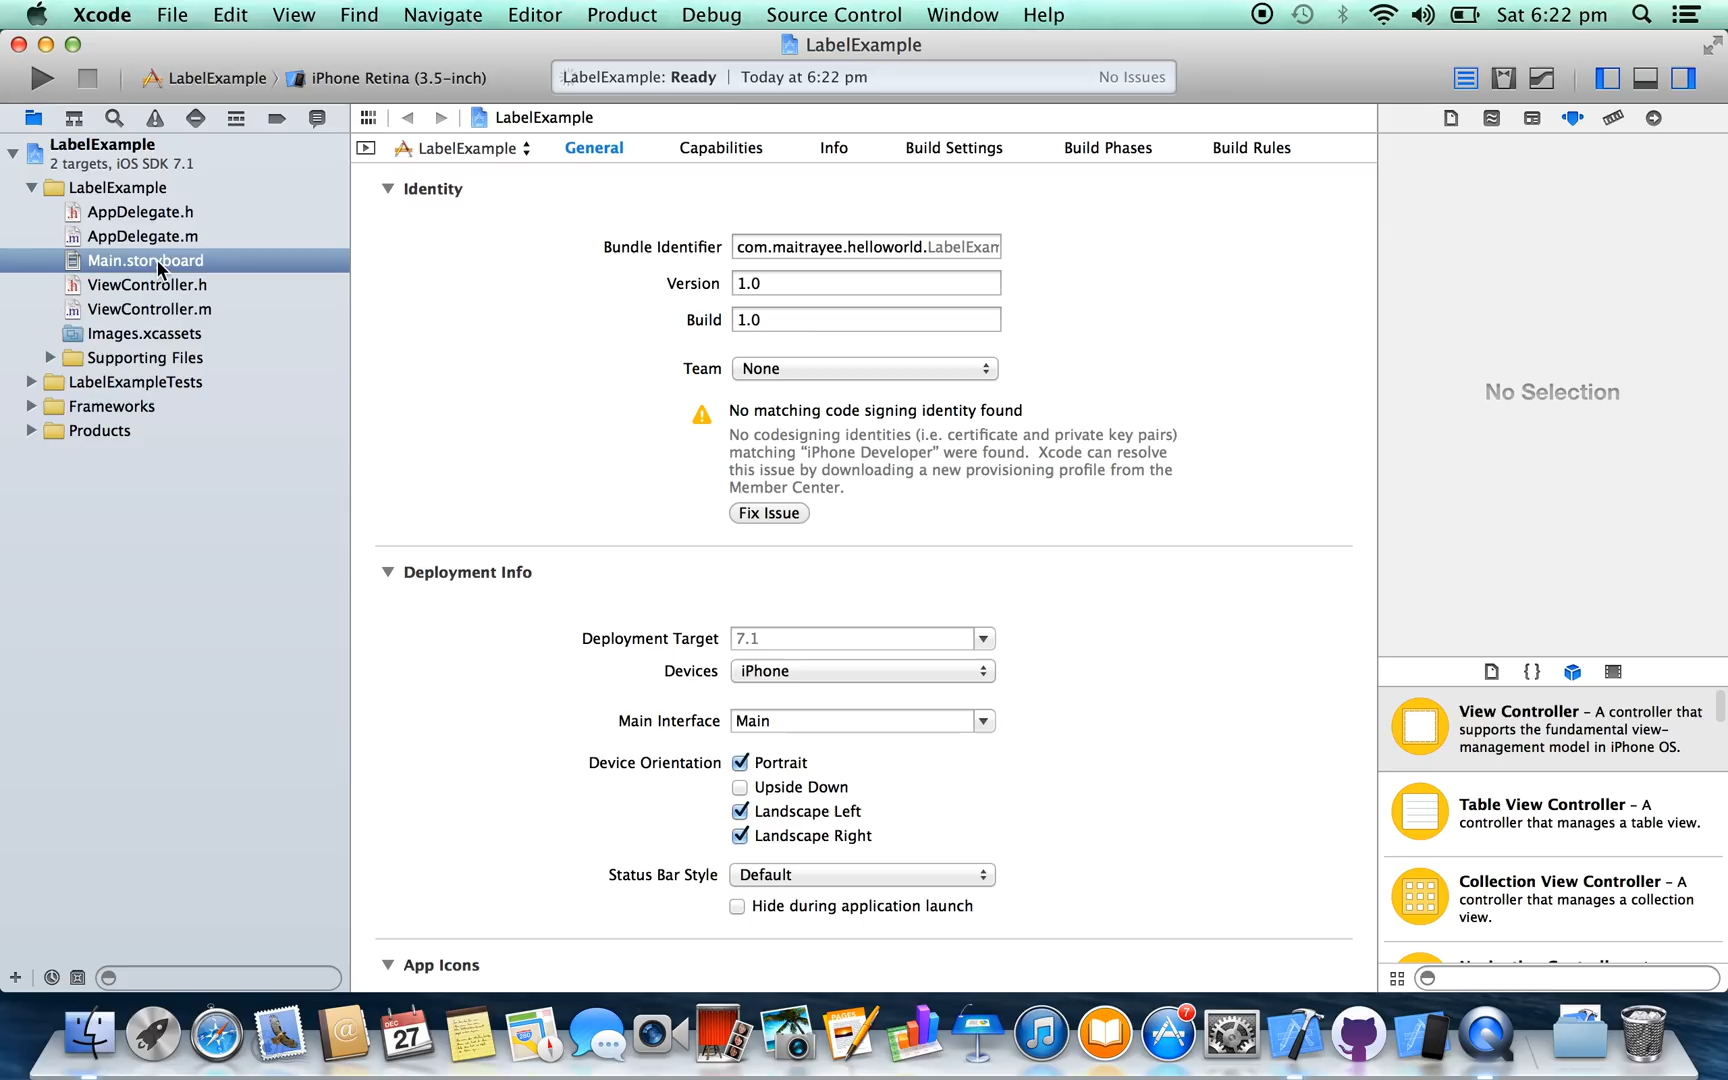 Xcode File Edit View Find Navigate Editor Product Debug Source Control Window Help Sat 6:22 pm
LabelExample
LabelExample iPhone Retina (3.5-inch) LabelExample: Ready Today at 6:22 pm No Issues
LabelExample
LabelExample General Capabilities Info Build Settings Build Phases Build Rules
LabelExample
2 targets, iOS SDK 7.1
LabelExample
AppDelegate.h
AppDelegate.m
Main.storyboard
ViewController.h
ViewController.m
Images.xcassets
Supporting Files
LabelExampleTests
Frameworks
Products
Identity
Bundle Identifier com.maitrayee.helloworld.LabelExam
Version 1.0
Build 1.0
Team None
No matching code signing identity found
No codesigning identities (i.e. certificate and private key pairs)
matching “iPhone Developer” were found. Xcode can resolve
this issue by downloading a new provisioning profile from the
Member Center.
Fix Issue
Deployment Info
Deployment Target 7.1
Devices iPhone
Main Interface Main
Device Orientation Portrait
Upside Down
Landscape Left
Landscape Right
Status Bar Style Default
Hide during application launch
App Icons
No Selection
{}
View Controller – A controller that
supports the fundamental view-
management model in iPhone OS.
Table View Controller – A
controller that manages a table view.
Collection View Controller – A
controller that manages a collection
view.
DEC
27
PAGES
7